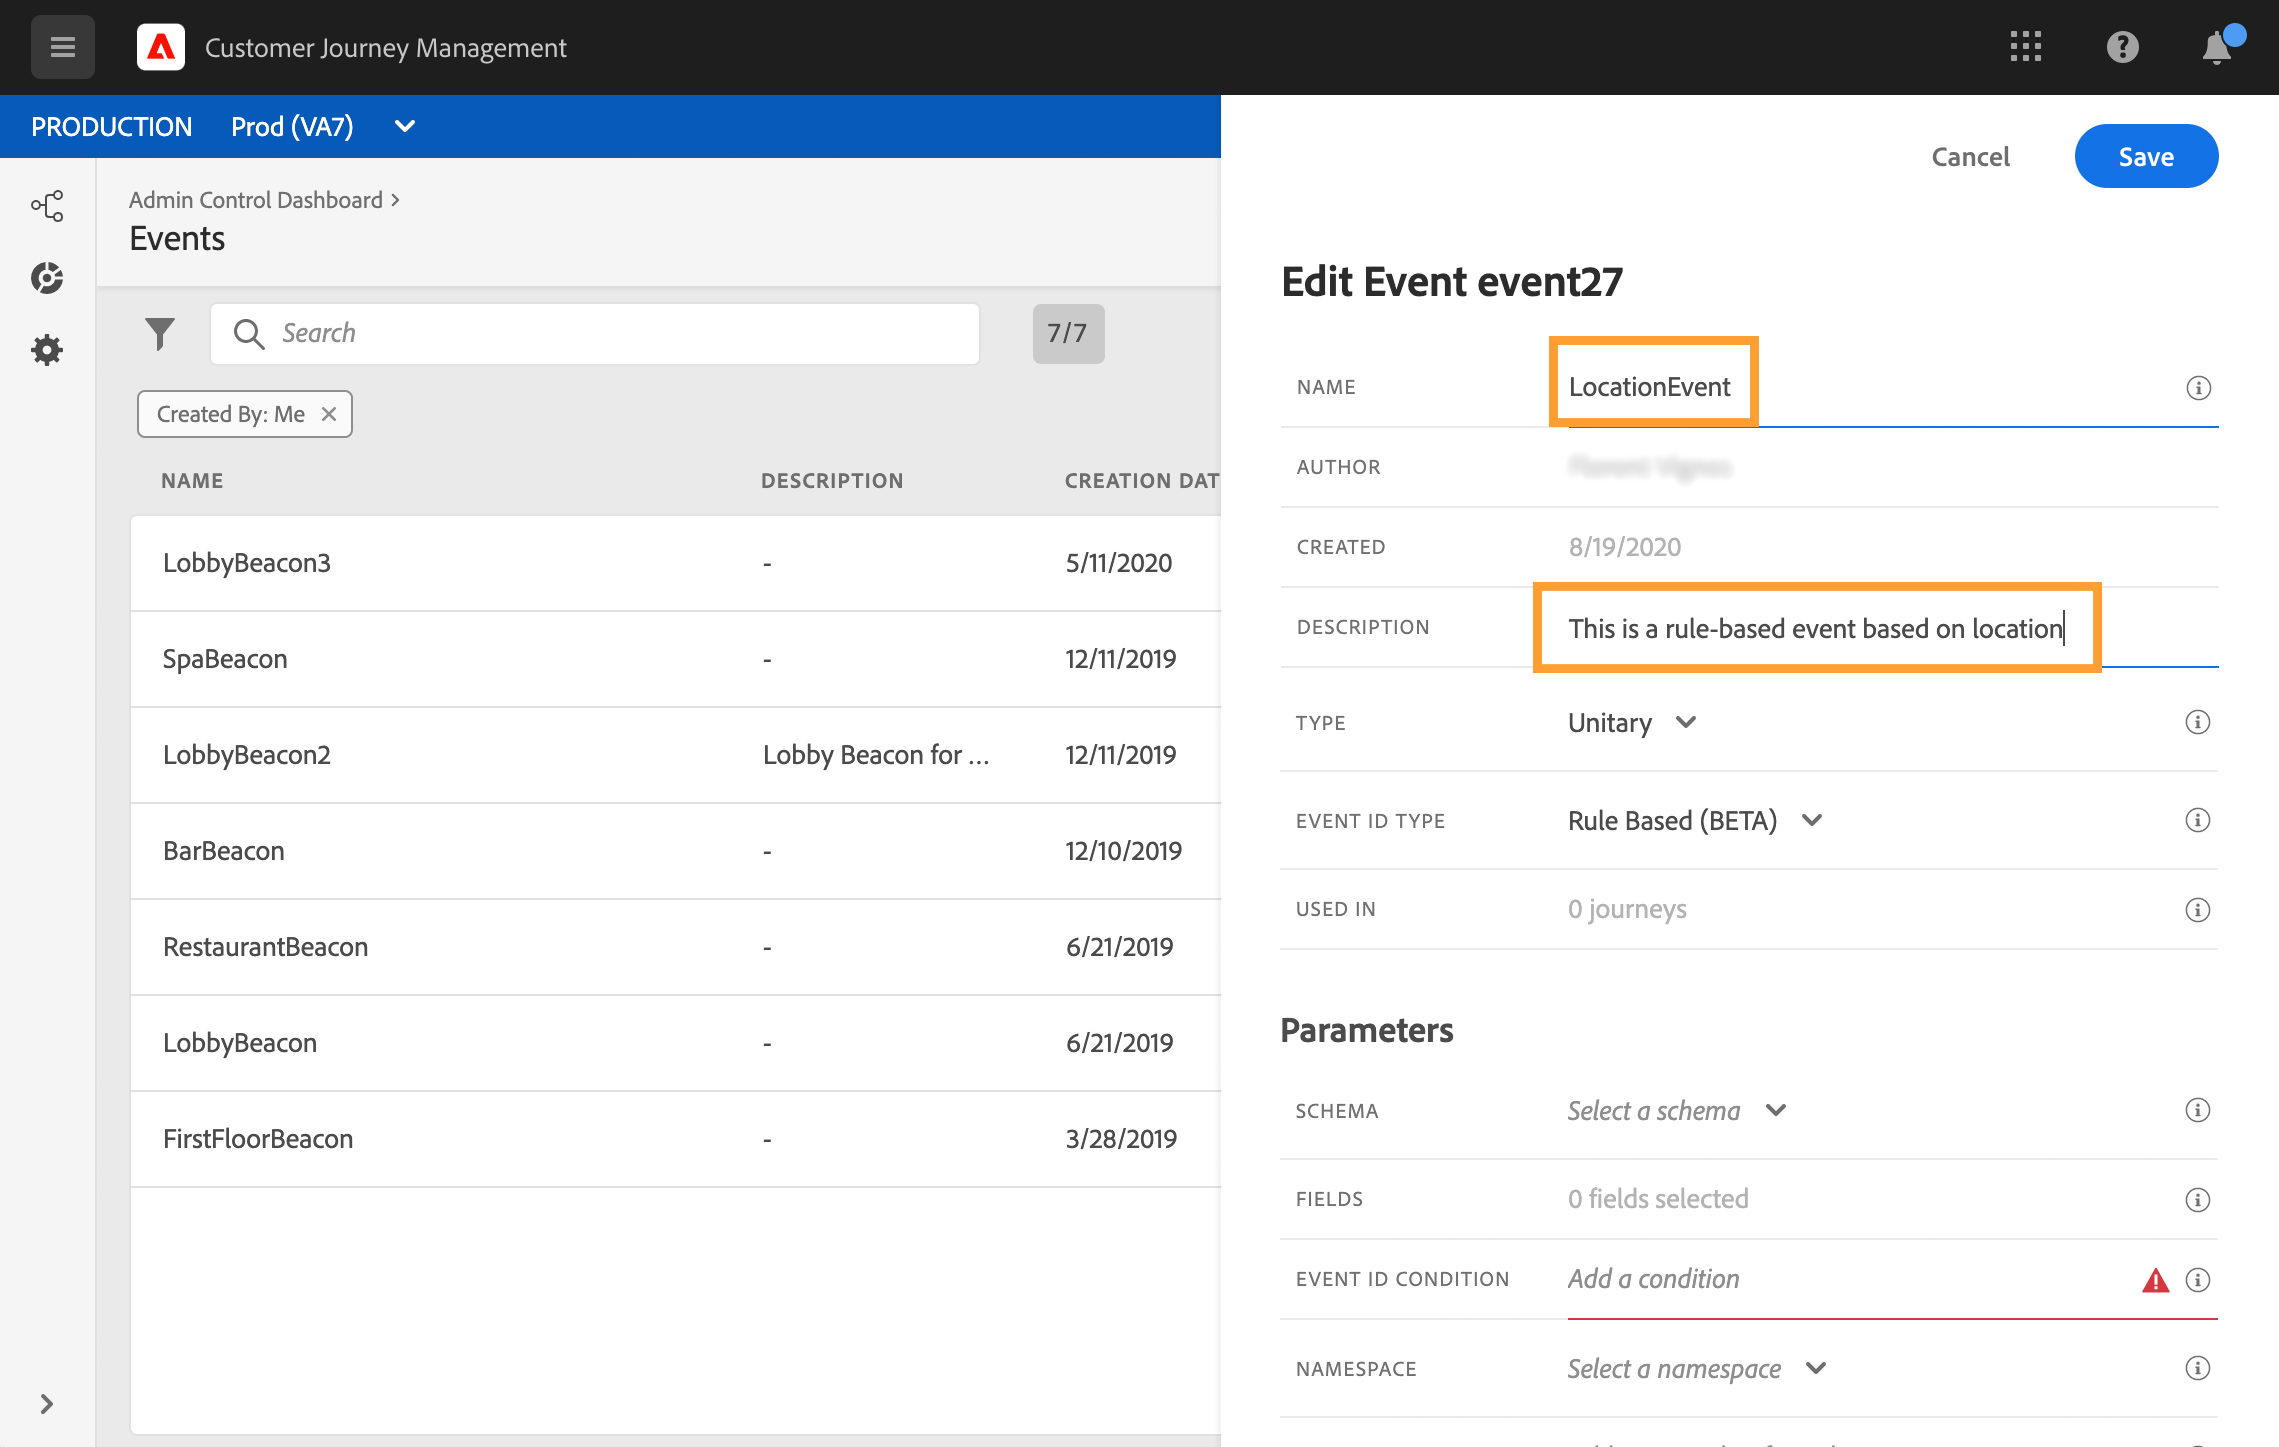 Customer Journey Management
PRODUCTION Prod (VA7)
Admin Control Dashboard >
Events
Search
7/7
Created By: Me ×
NAME DESCRIPTION CREATION DAT
LobbyBeacon3 - 5/11/2020
SpaBeacon - 12/11/2019
LobbyBeacon2 Lobby Beacon for ... 12/11/2019
BarBeacon - 12/10/2019
RestaurantBeacon - 6/21/2019
LobbyBeacon - 6/21/2019
FirstFloorBeacon - 3/28/2019
Cancel Save
Edit Event event27
NAME LocationEvent
AUTHOR
CREATED 8/19/2020
DESCRIPTION This is a rule-based event based on location
TYPE Unitary
EVENT ID TYPE Rule Based (BETA)
USED IN 0 journeys
Parameters
SCHEMA Select a schema
FIELDS 0 fields selected
EVENT ID CONDITION Add a condition
NAMESPACE Select a namespace